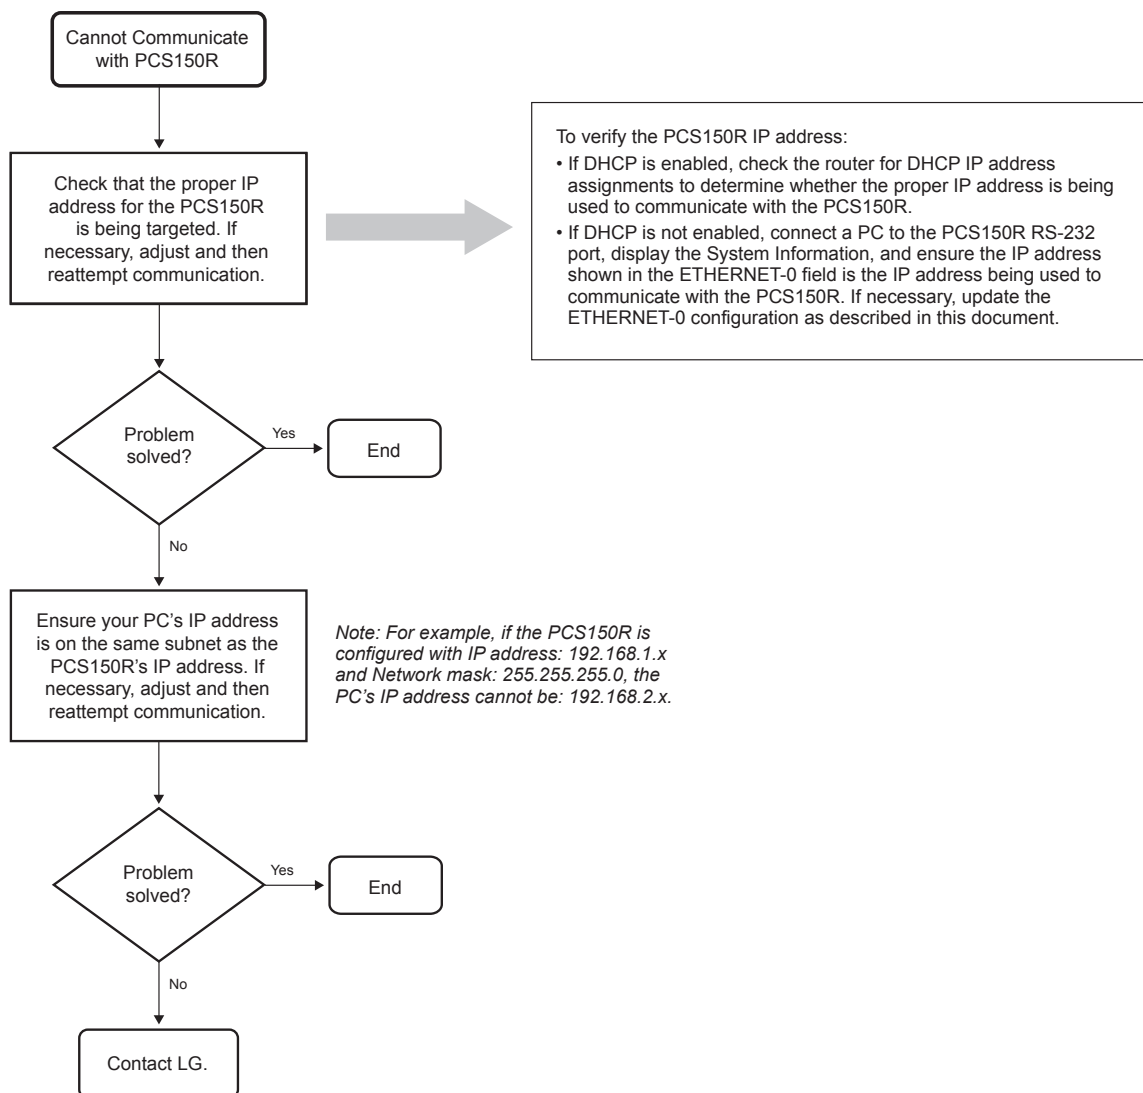 Cannot Communicate
with PCS150R
Check that the proper IP
address for the PCS150R
is being targeted. If
necessary, adjust and then
reattempt communication.
To verify the PCS150R IP address:
• If DHCP is enabled, check the router for DHCP IP address
assignments to determine whether the proper IP address is being
used to communicate with the PCS150R.
• If DHCP is not enabled, connect a PC to the PCS150R RS-232
port, display the System Information, and ensure the IP address
shown in the ETHERNET-0 field is the IP address being used to
communicate with the PCS150R. If necessary, update the
ETHERNET-0 configuration as described in this document.
Problem
solved?
Yes
End
No
Ensure your PC’s IP address
is on the same subnet as the
PCS150R’s IP address. If
necessary, adjust and then
reattempt communication.
Note: For example, if the PCS150R is
configured with IP address: 192.168.1.x
and Network mask: 255.255.255.0, the
PC’s IP address cannot be: 192.168.2.x.
Problem
solved?
Yes
End
No
Contact LG.